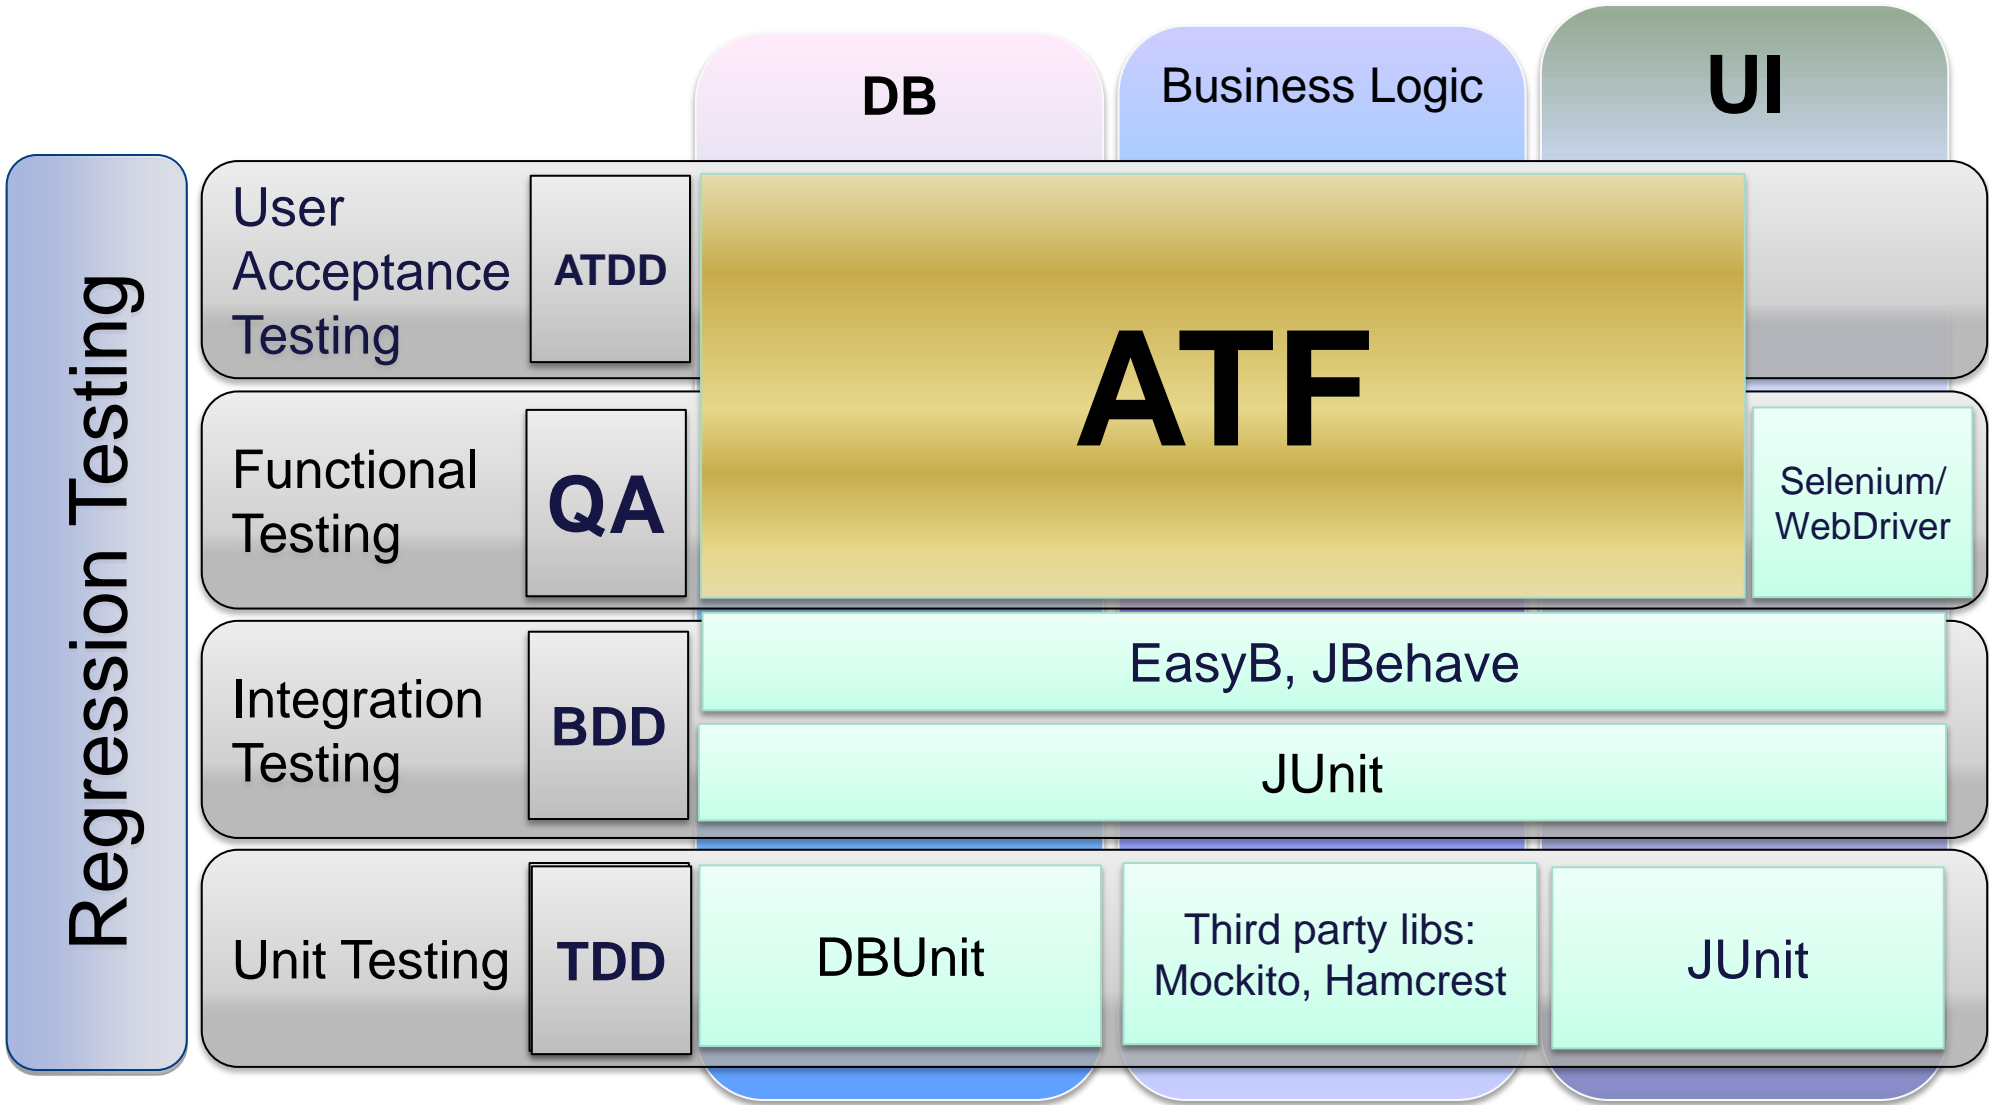 DB
Business Logic
UI
Regression Testing
User
Acceptance
Testing
ATDD
ATF
Functional
Testing
QA
Selenium/
WebDriver
Integration
Testing
BDD
EasyB, JBehave
JUnit
Unit Testing
TDD
DBUnit
Third party libs:
Mockito, Hamcrest
JUnit